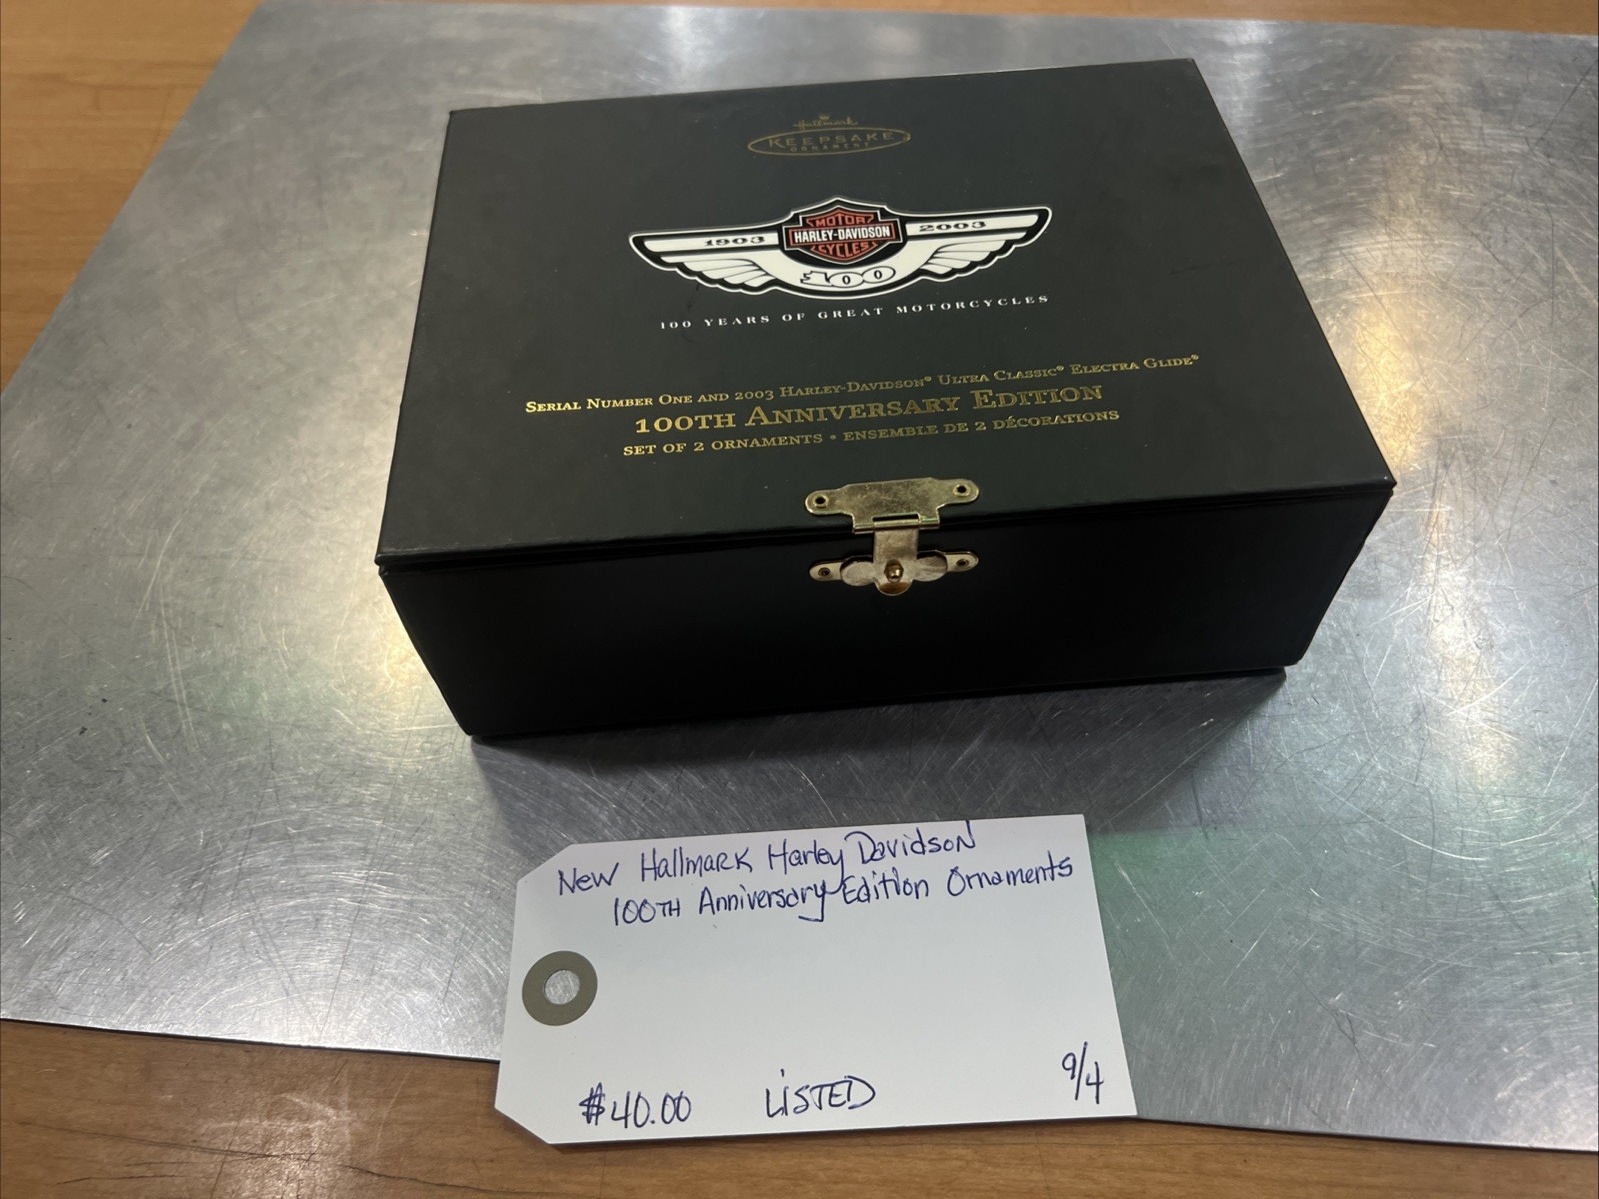 Hallmark
KEEPSAKE
ORNAMENT
MOTOR
1903 HARLEY-DAVIDSON 2003
CYCLES
100
100 YEARS OF GREAT MOTORCYCLES
SERIAL NUMBER ONE AND 2003 HARLEY-DAVIDSON® ULTRA CLASSIC® ELECTRA GLIDE®
100TH ANNIVERSARY EDITION
SET OF 2 ORNAMENTS • ENSEMBLE DE 2 DÉCORATIONS
New Hallmark Harley Davidson
100TH Anniversary Edition Ornaments
$40.00 LISTED 9/4